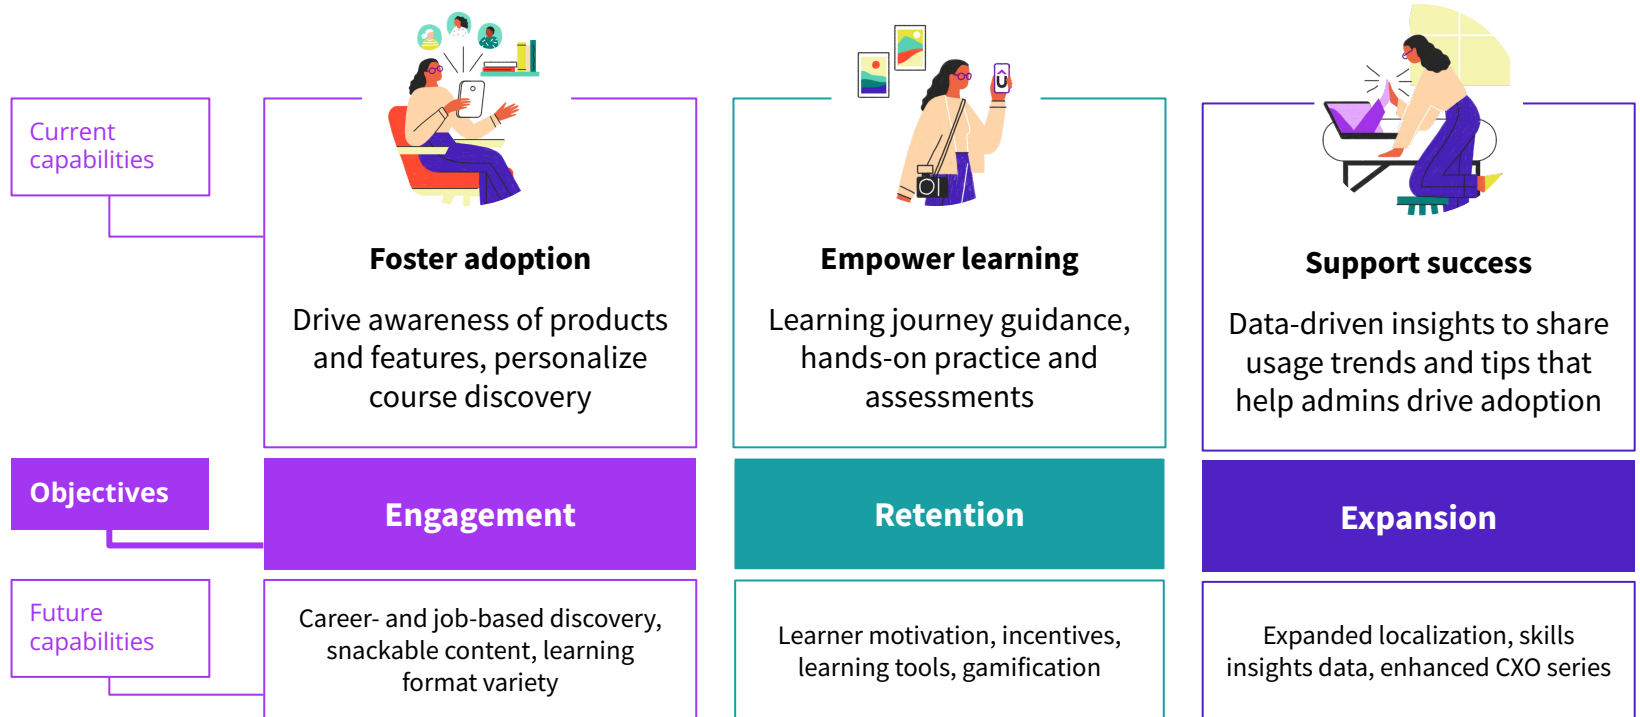 Current
capabilities
Foster adoption
Drive awareness of products
and features, personalize
course discovery
Empower learning
Learning journey guidance,
hands-on practice and
assessments
Support success
Data-driven insights to share
usage trends and tips that
help admins drive adoption
Objectives
Engagement
Retention
Expansion
Future
capabilities
Career- and job-based discovery,
snackable content, learning
format variety
Learner motivation, incentives,
learning tools, gamification
Expanded localization, skills
insights data, enhanced CXO series